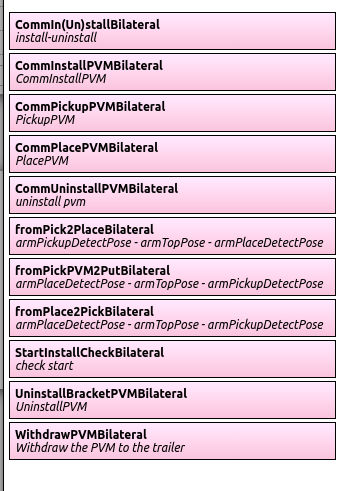 CommIn(Un)stallBilateral
install-uninstall
CommInstallPVMBilateral
CommInstallPVM
CommPickupPVMBilateral
PickupPVM
CommPlacePVMBilateral
PlacePVM
CommUninstallPVMBilateral
uninstall pvm
fromPick2PlaceBilateral
armPickupDetectPose - armTopPose - armPlaceDetectPose
fromPickPVM2PutBilateral
armPlaceDetectPose - armTopPose - armPickupDetectPose
fromPlace2PickBilateral
armPlaceDetectPose - armTopPose - armPickupDetectPose
StartInstallCheckBilateral
check start
UninstallBracketPVMBilateral
UninstallPVM
WithdrawPVMBilateral
Withdraw the PVM to the trailer